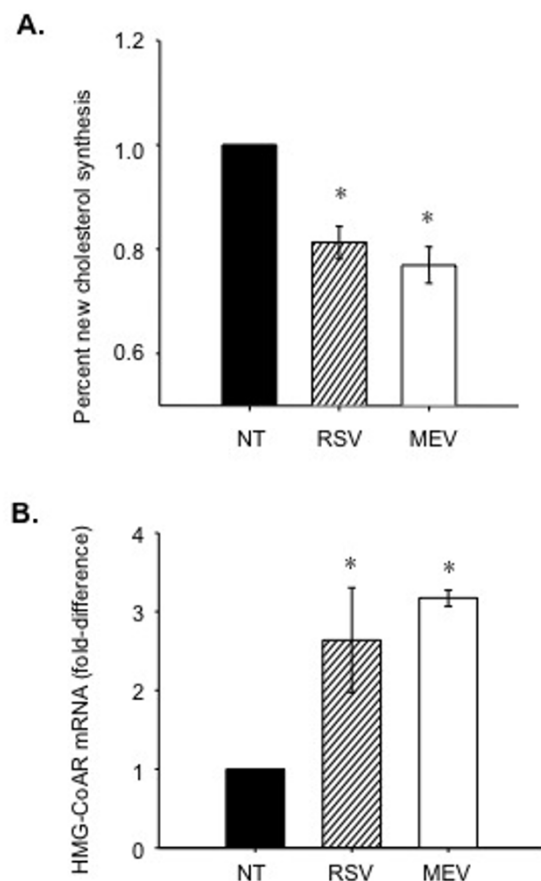 A.
Percent new cholesterol synthesis
1.2
1.0
0.8
0.6
*
*
NT RSV MEV
B.
HMG-CoAR mRNA (fold-difference)
4
3
2
1
0
*
*
NT RSV MEV